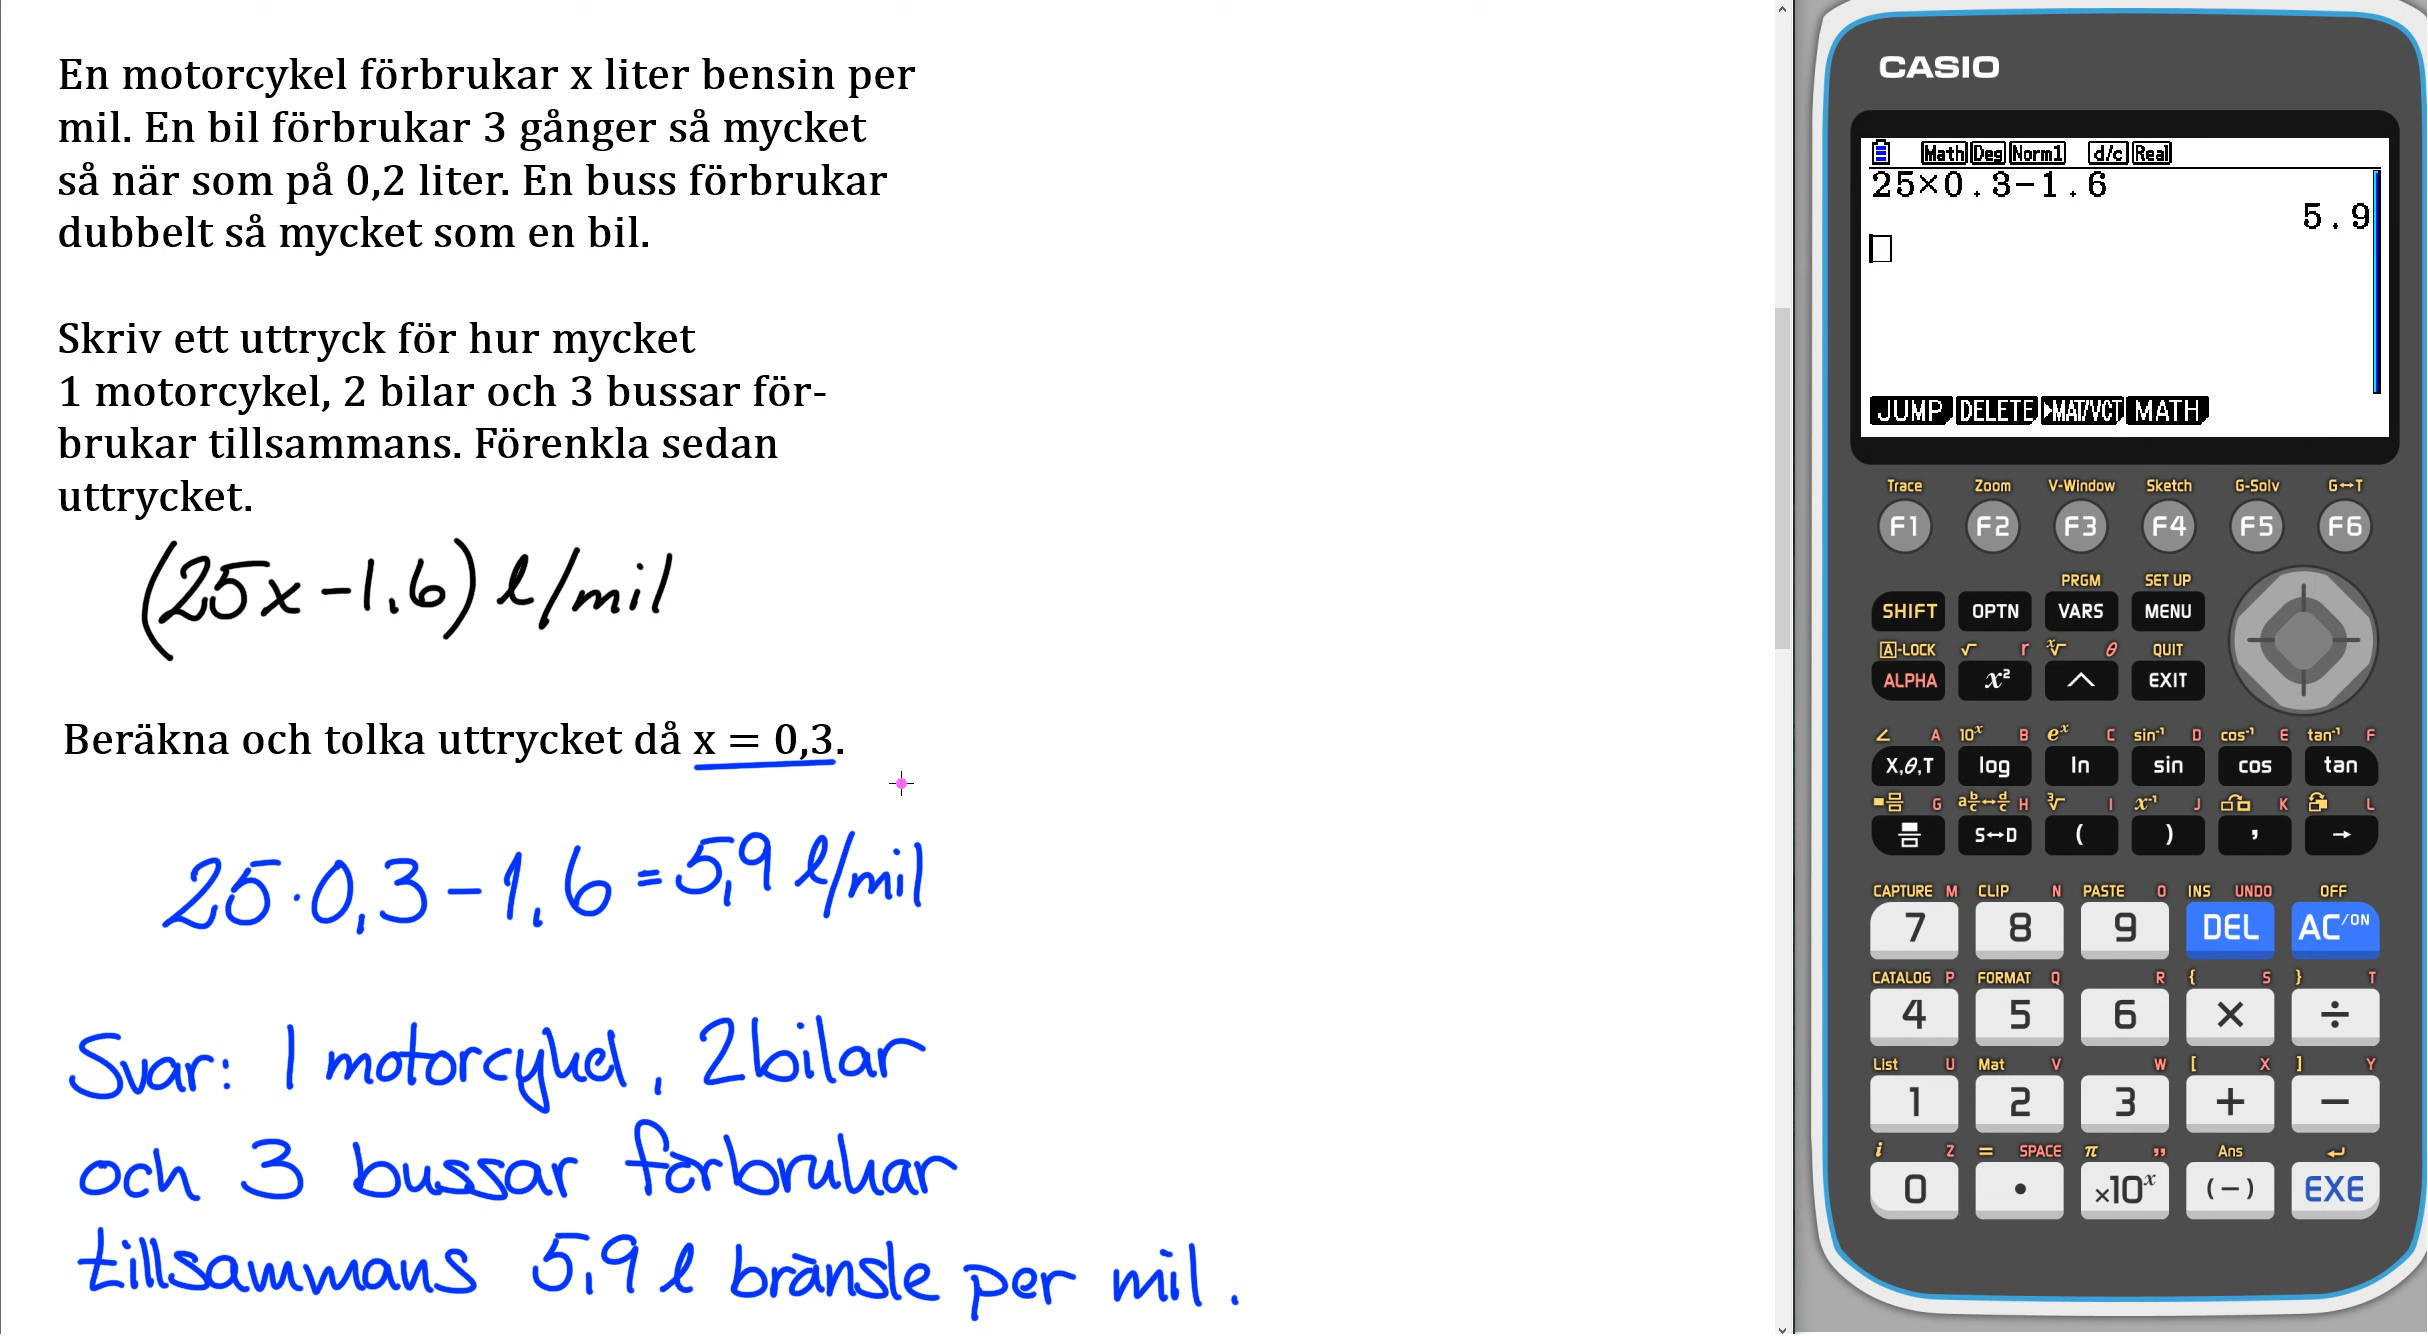 En motorcykel förbrukar x liter bensin per
mil. En bil förbrukar 3 gånger så mycket
så när som på 0,2 liter. En buss förbrukar
dubbelt så mycket som en bil.
Skriv ett uttryck för hur mycket
1 motorcykel, 2 bilar och 3 bussar för-
brukar tillsammans. Förenkla sedan
uttrycket.
(25x-1,6) l/mil
Beräkna och tolka uttrycket då x = 0,3.
25·0,3-1,6=5,9 l/mil
Svar: 1 motorcykel, 2 bilar
och 3 bussar förbrukar
tillsammans 5,9 l bränsle per mil.
CASIO
Math Deg Norm1 d/c Real
25×0.3-1.6
5.9
JUMP DELETE ▶MAT/VCT MATH
Trace Zoom V-Window Sketch G-Solv G↔T
F1 F2 F3 F4 F5 F6
PRGM SET UP
SHIFT OPTN VARS MENU
A-LOCK √ r ˣ√ θ QUIT
ALPHA x² ^ EXIT
∠ A 10ˣ B eˣ C sin⁻¹ D cos⁻¹ E tan⁻¹ F
X,θ,T log ln sin cos tan
G a b/c↔d/c H ³√ I x⁻¹ J K L
S↔D ( ) , →
CAPTURE M CLIP N PASTE O INS UNDO OFF
7 8 9 DEL AC/ON
CATALOG P FORMAT Q R { S } T
4 5 6 × ÷
List U Mat V W [ X ] Y
1 2 3 + −
i Z = SPACE π " Ans ↵
0 • ×10ˣ (−) EXE